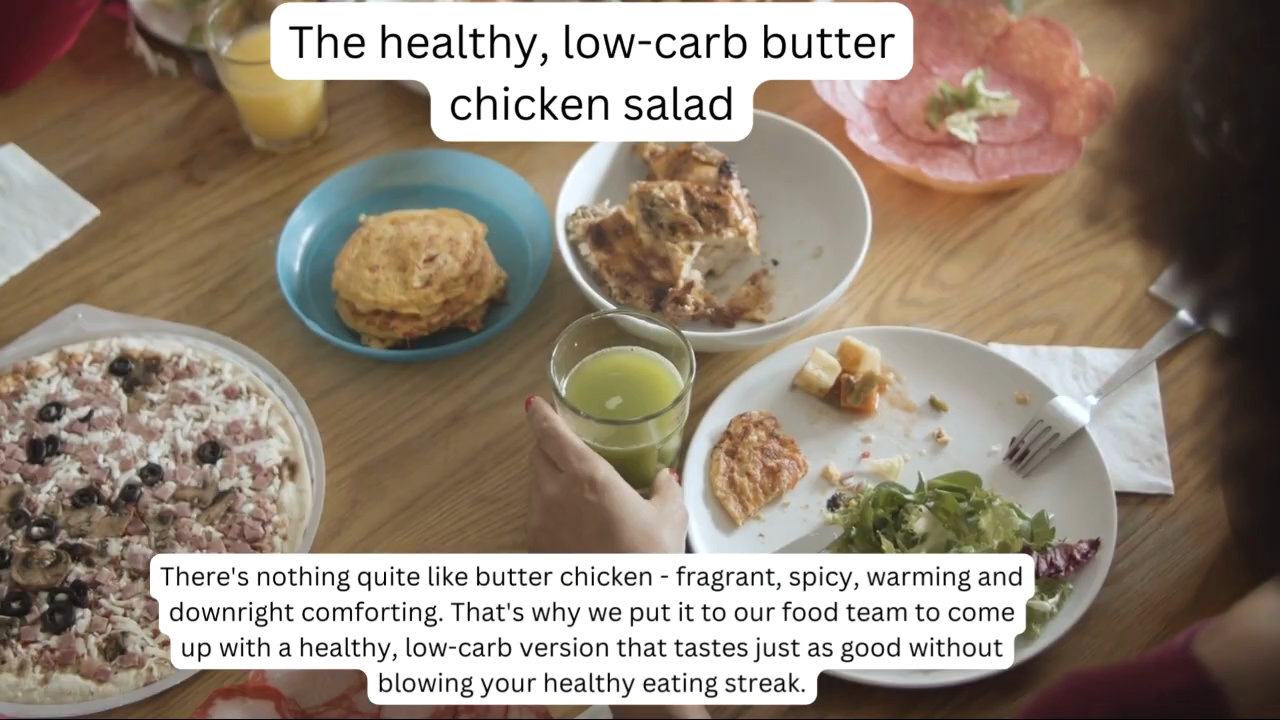 The healthy, low-carb butter
chicken salad
There's nothing quite like butter chicken - fragrant, spicy, warming and
downright comforting. That's why we put it to our food team to come
up with a healthy, low-carb version that tastes just as good without
blowing your healthy eating streak.